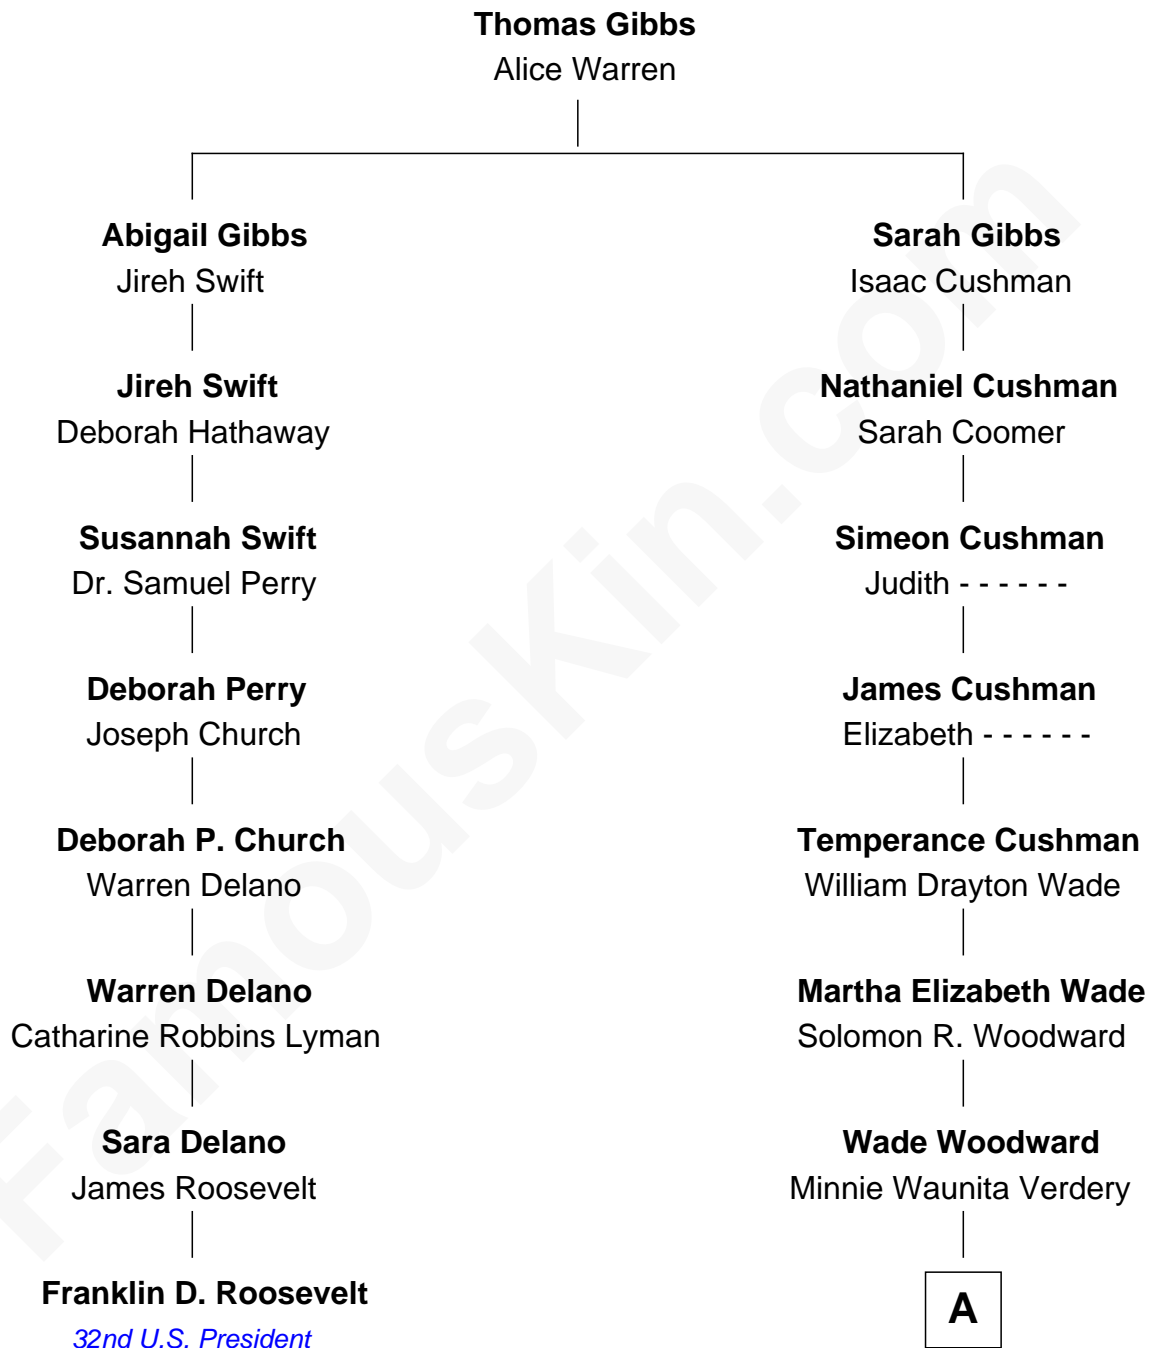 Thomas Gibbs
Alice Warren
Abigail Gibbs
Jireh Swift
Jireh Swift
Deborah Hathaway
Susannah Swift
Dr. Samuel Perry
Deborah Perry
Joseph Church
Deborah P. Church
Warren Delano
Warren Delano
Catharine Robbins Lyman
Sara Delano
James Roosevelt
Franklin D. Roosevelt
32nd U.S. President
Sarah Gibbs
Isaac Cushman
Nathaniel Cushman
Sarah Coomer
Simeon Cushman
Judith - - - - - -
James Cushman
Elizabeth - - - - - -
Temperance Cushman
William Drayton Wade
Martha Elizabeth Wade
Solomon R. Woodward
Wade Woodward
Minnie Waunita Verdery
A
FamousKin.com